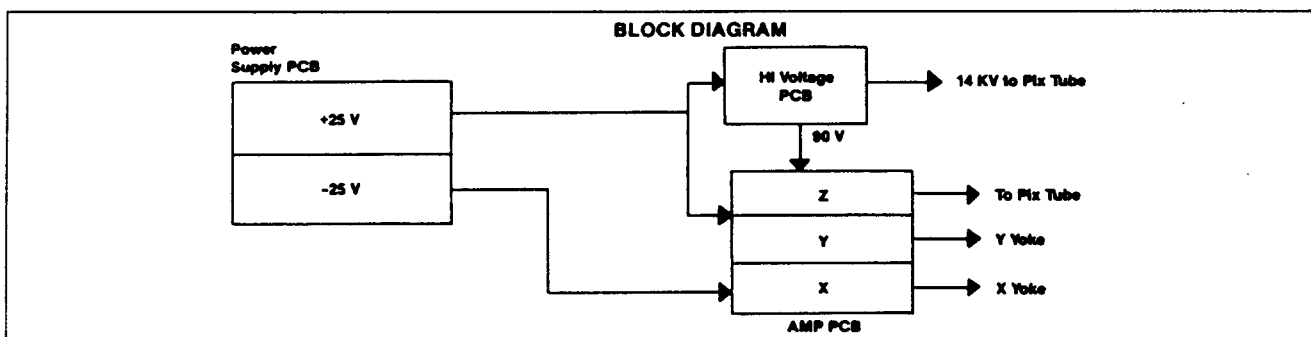 BLOCK DIAGRAM
Power
Supply PCB
+25 V
-25 V
HI Voltage
PCB
14 KV to Pix Tube
90 V
Z
To Pix Tube
Y
Y Yoke
X
X Yoke
AMP PCB